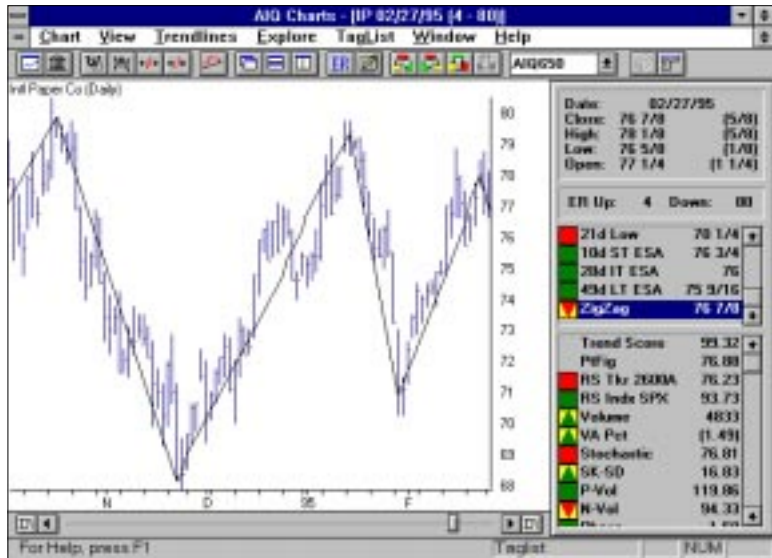 AIQ Charts - [IP 02/27/95 (4 - 80)]
Chart View Trendlines Explore TagList Window Help
ER AIQ650
Intl Paper Co (Daily)
80
79
78
77
76
75
74
73
72
71
70
69
68
N D 95 F
Date: 02/27/95
Close: 76 7/8 (5/8)
High: 78 1/8 (5/8)
Low: 76 5/8 (1/8)
Open: 77 1/4 (1 1/4)
ER Up: 4 Down: 80
21d Low 70 1/4
10d ST ESA 76 3/4
28d IT ESA 76
49d LT ESA 75 9/16
ZigZag 76 7/8
Trend Score 99.32
PtFig 76.88
RS Tkr 2600A 76.23
RS Indx SPX 93.73
Volume 4833
VA Pct (1.49)
Stochastic 76.81
SK-SD 16.83
P-Vol 119.86
N-Vol 94.33
Phase
For Help, press F1
Taglist
NUM